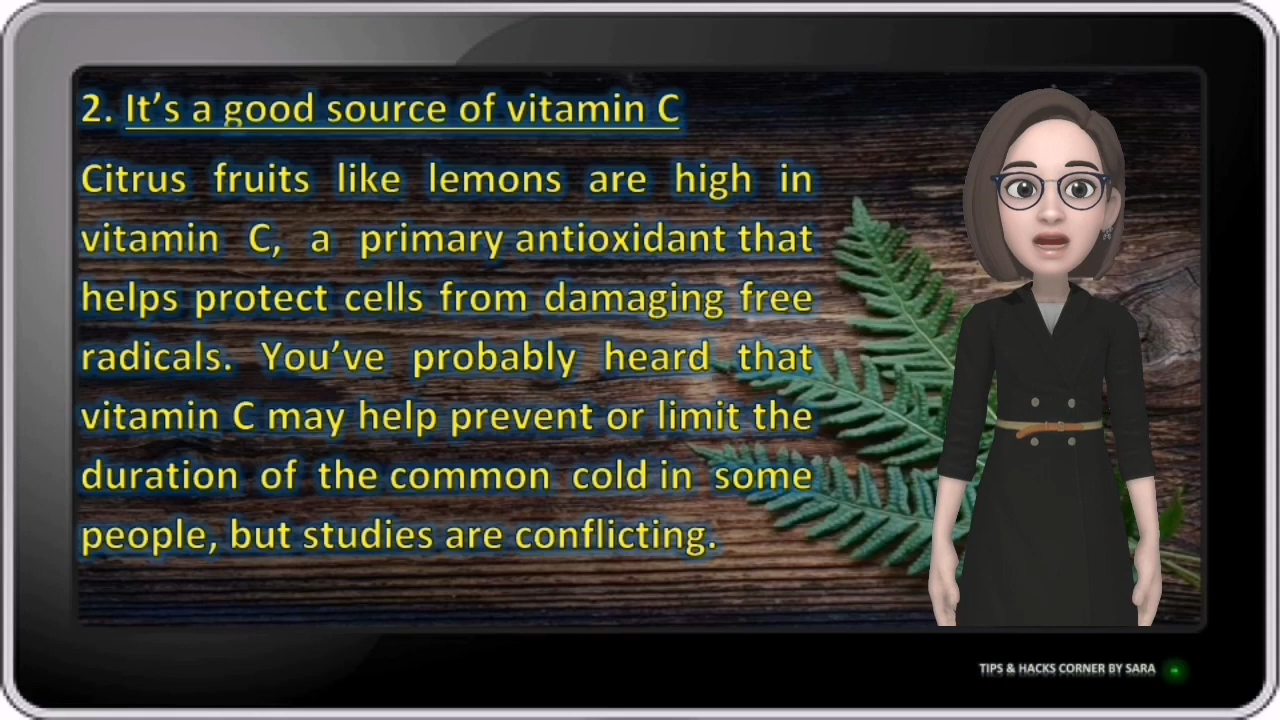 2. It’s a good source of vitamin C
Citrus fruits like lemons are high in
vitamin C, a primary antioxidant that
helps protect cells from damaging free
radicals. You’ve probably heard that
vitamin C may help prevent or limit the
duration of the common cold in some
people, but studies are conflicting.
TIPS & HACKS CORNER BY SARA